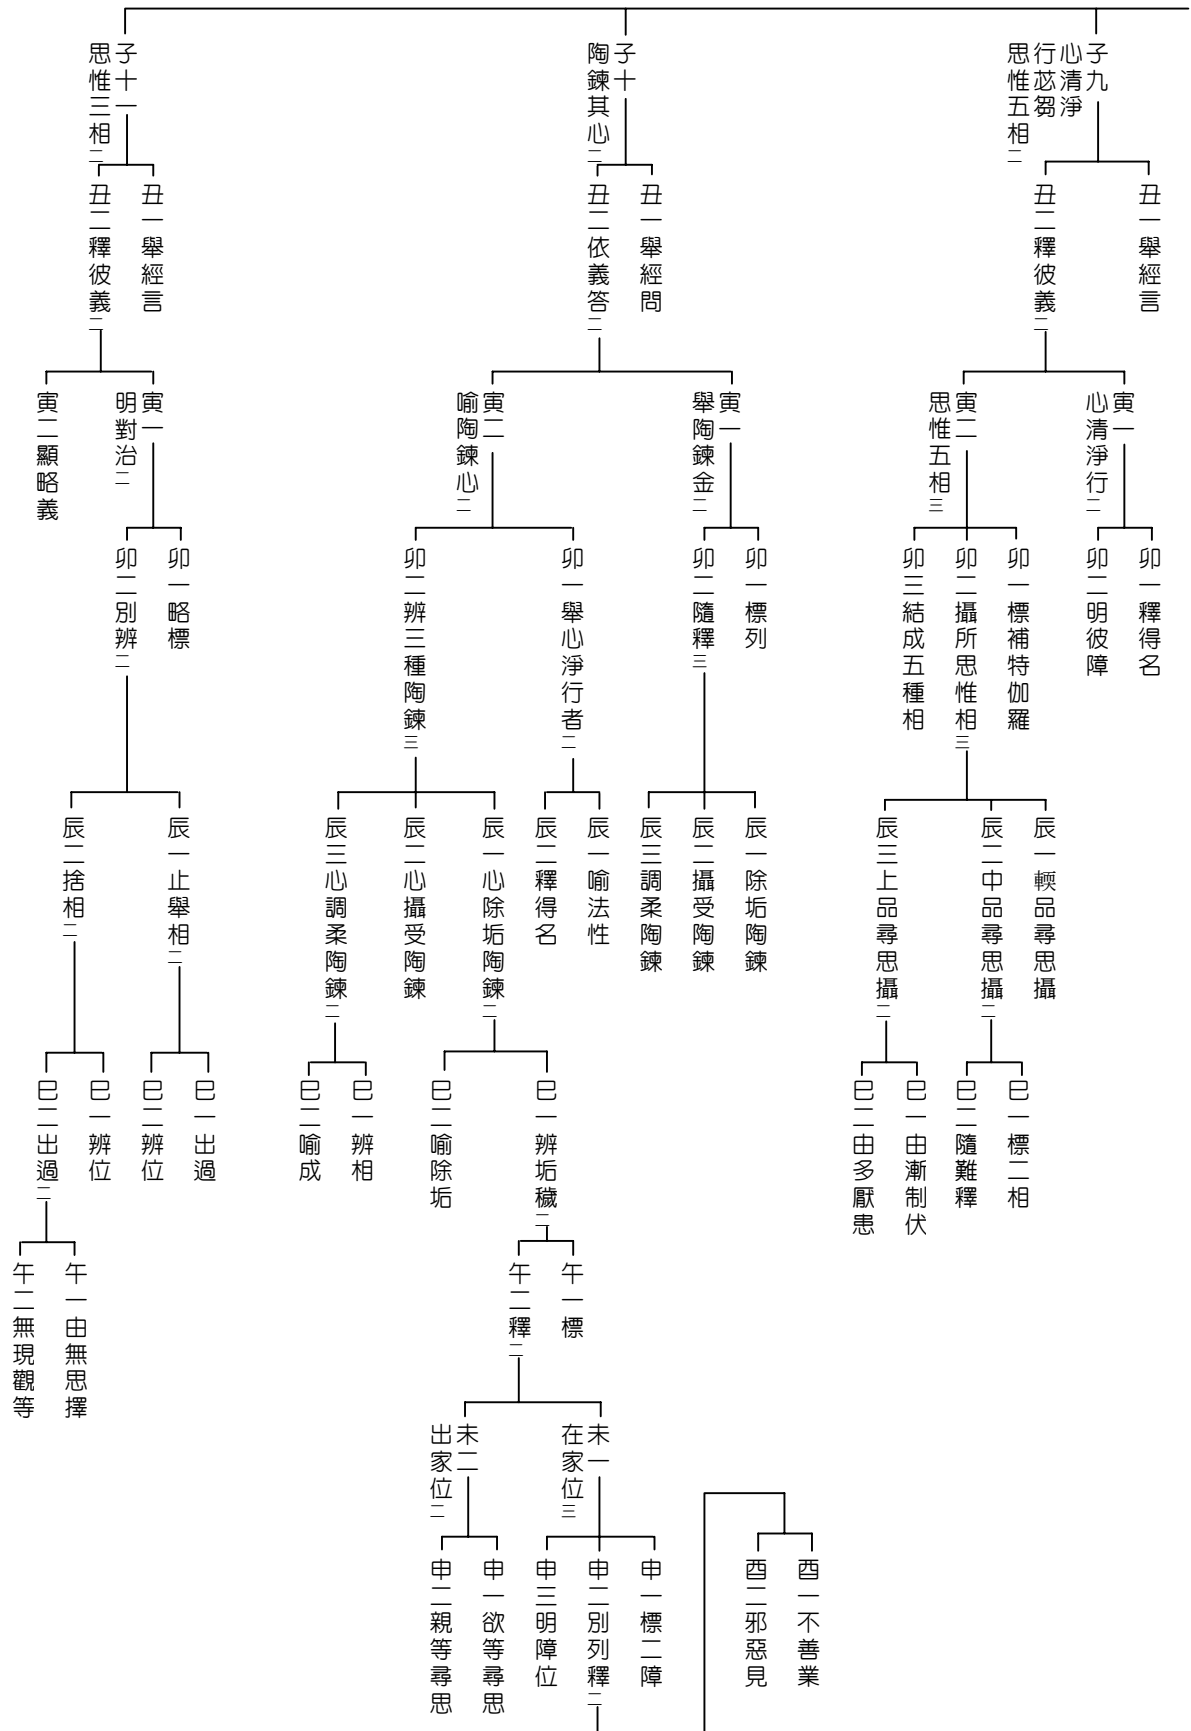 子九
心清淨
行苾芻
思惟五相二
丑一舉經言
丑二釋彼義二
寅一
心清淨行二
卯一釋得名
卯二明彼障
寅二
思惟五相三
卯一標補特伽羅
卯二攝所思惟相三
辰一輭品尋思攝
辰二中品尋思攝二
巳一標二相
巳二隨難釋
辰三上品尋思攝二
巳一由漸制伏
巳二由多厭患
卯三結成五種相
子十
陶鍊其心二
丑一舉經問
丑二依義答二
寅一
舉陶鍊金二
卯一標列
卯二隨釋三
辰一除垢陶鍊
辰二攝受陶鍊
辰三調柔陶鍊
寅二
喻陶鍊心二
卯一舉心淨行者二
辰一喻法性
辰二釋得名
卯二辨三種陶鍊三
辰一心除垢陶鍊二
巳一辨垢穢二
午一標
午二釋二
未一
在家位三
申一標二障
申二別列釋二
酉一不善業
酉二邪惡見
申三明障位
未二
出家位二
申一欲等尋思
申二親等尋思
巳二喻除垢
辰二心攝受陶鍊
辰三心調柔陶鍊二
巳一辨相
巳二喻成
子十一
思惟三相二
丑一舉經言
丑二釋彼義二
寅一
明對治二
卯一略標
卯二別辨二
辰一止舉相二
巳一出過
巳二辨位
辰二捨相二
巳一辨位
巳二出過二
午一由無思擇
午二無現觀等
寅二顯略義